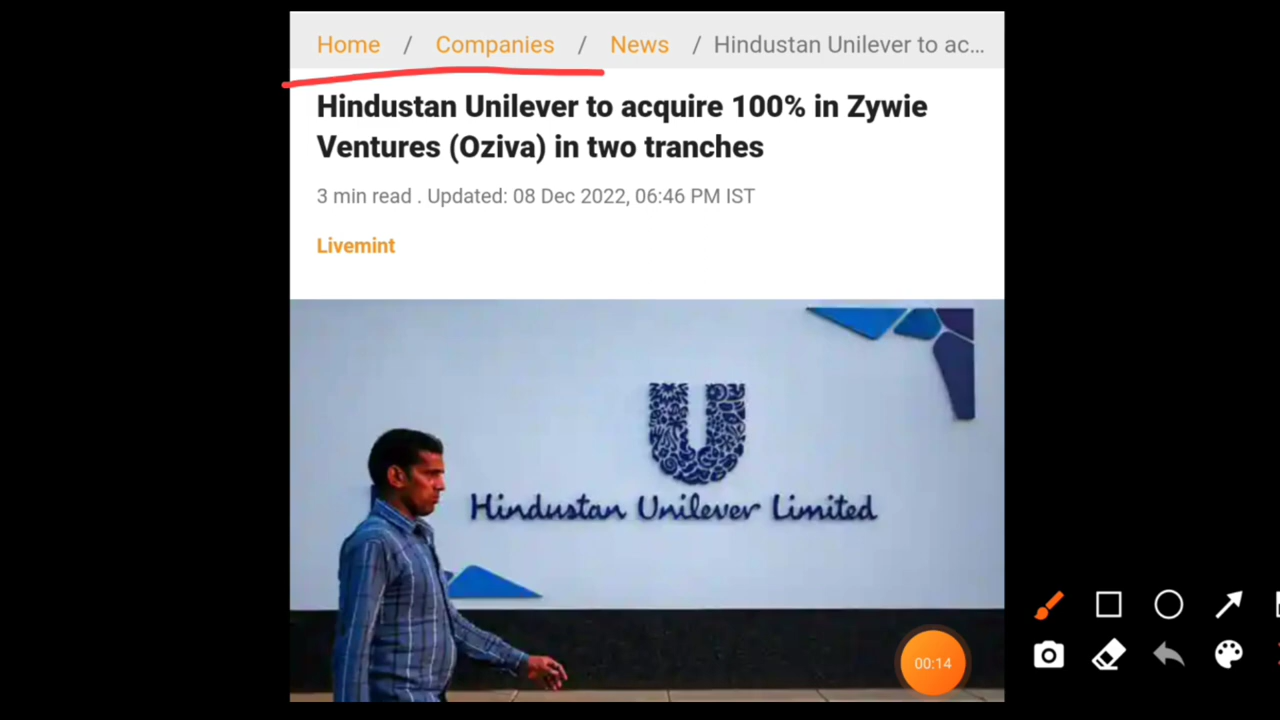 Home / Companies / News / Hindustan Unilever to ac...
Hindustan Unilever to acquire 100% in Zywie
Ventures (Oziva) in two tranches
3 min read . Updated: 08 Dec 2022, 06:46 PM IST
Livemint
Hindustan Unilever Limited
00:14